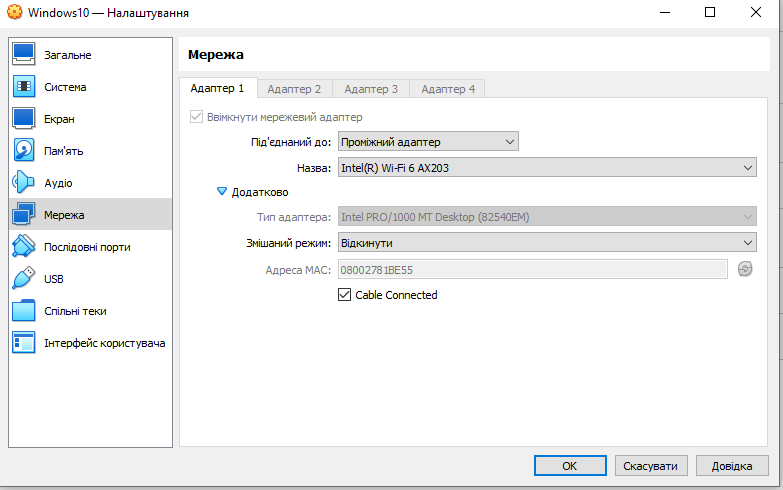 Windows10 — Налаштування
Загальне
Система
Екран
Пам'ять
Аудіо
Мережа
Послідовні порти
USB
Спільні теки
Інтерфейс користувача
Мережа
Адаптер 1 Адаптер 2 Адаптер 3 Адаптер 4
Ввімкнути мережевий адаптер
Під'єднаний до: Проміжний адаптер
Назва: Intel(R) Wi-Fi 6 AX203
Додатково
Тип адаптера: Intel PRO/1000 MT Desktop (82540EM)
Змішаний режим: Відкинути
Адреса MAC: 08002781BE55
Cable Connected
OK Скасувати Довідка